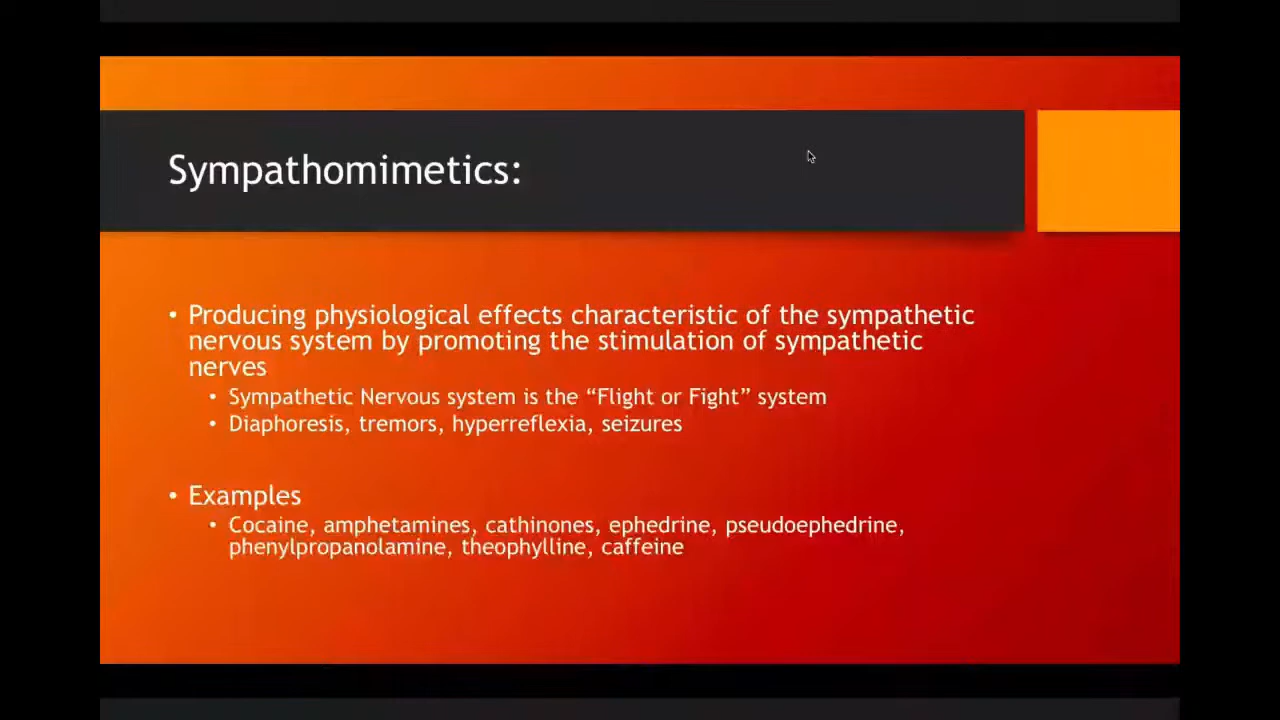 Sympathomimetics:
• Producing physiological effects characteristic of the sympathetic
nervous system by promoting the stimulation of sympathetic
nerves
• Sympathetic Nervous system is the “Flight or Fight” system
• Diaphoresis, tremors, hyperreflexia, seizures
• Examples
• Cocaine, amphetamines, cathinones, ephedrine, pseudoephedrine,
phenylpropanolamine, theophylline, caffeine